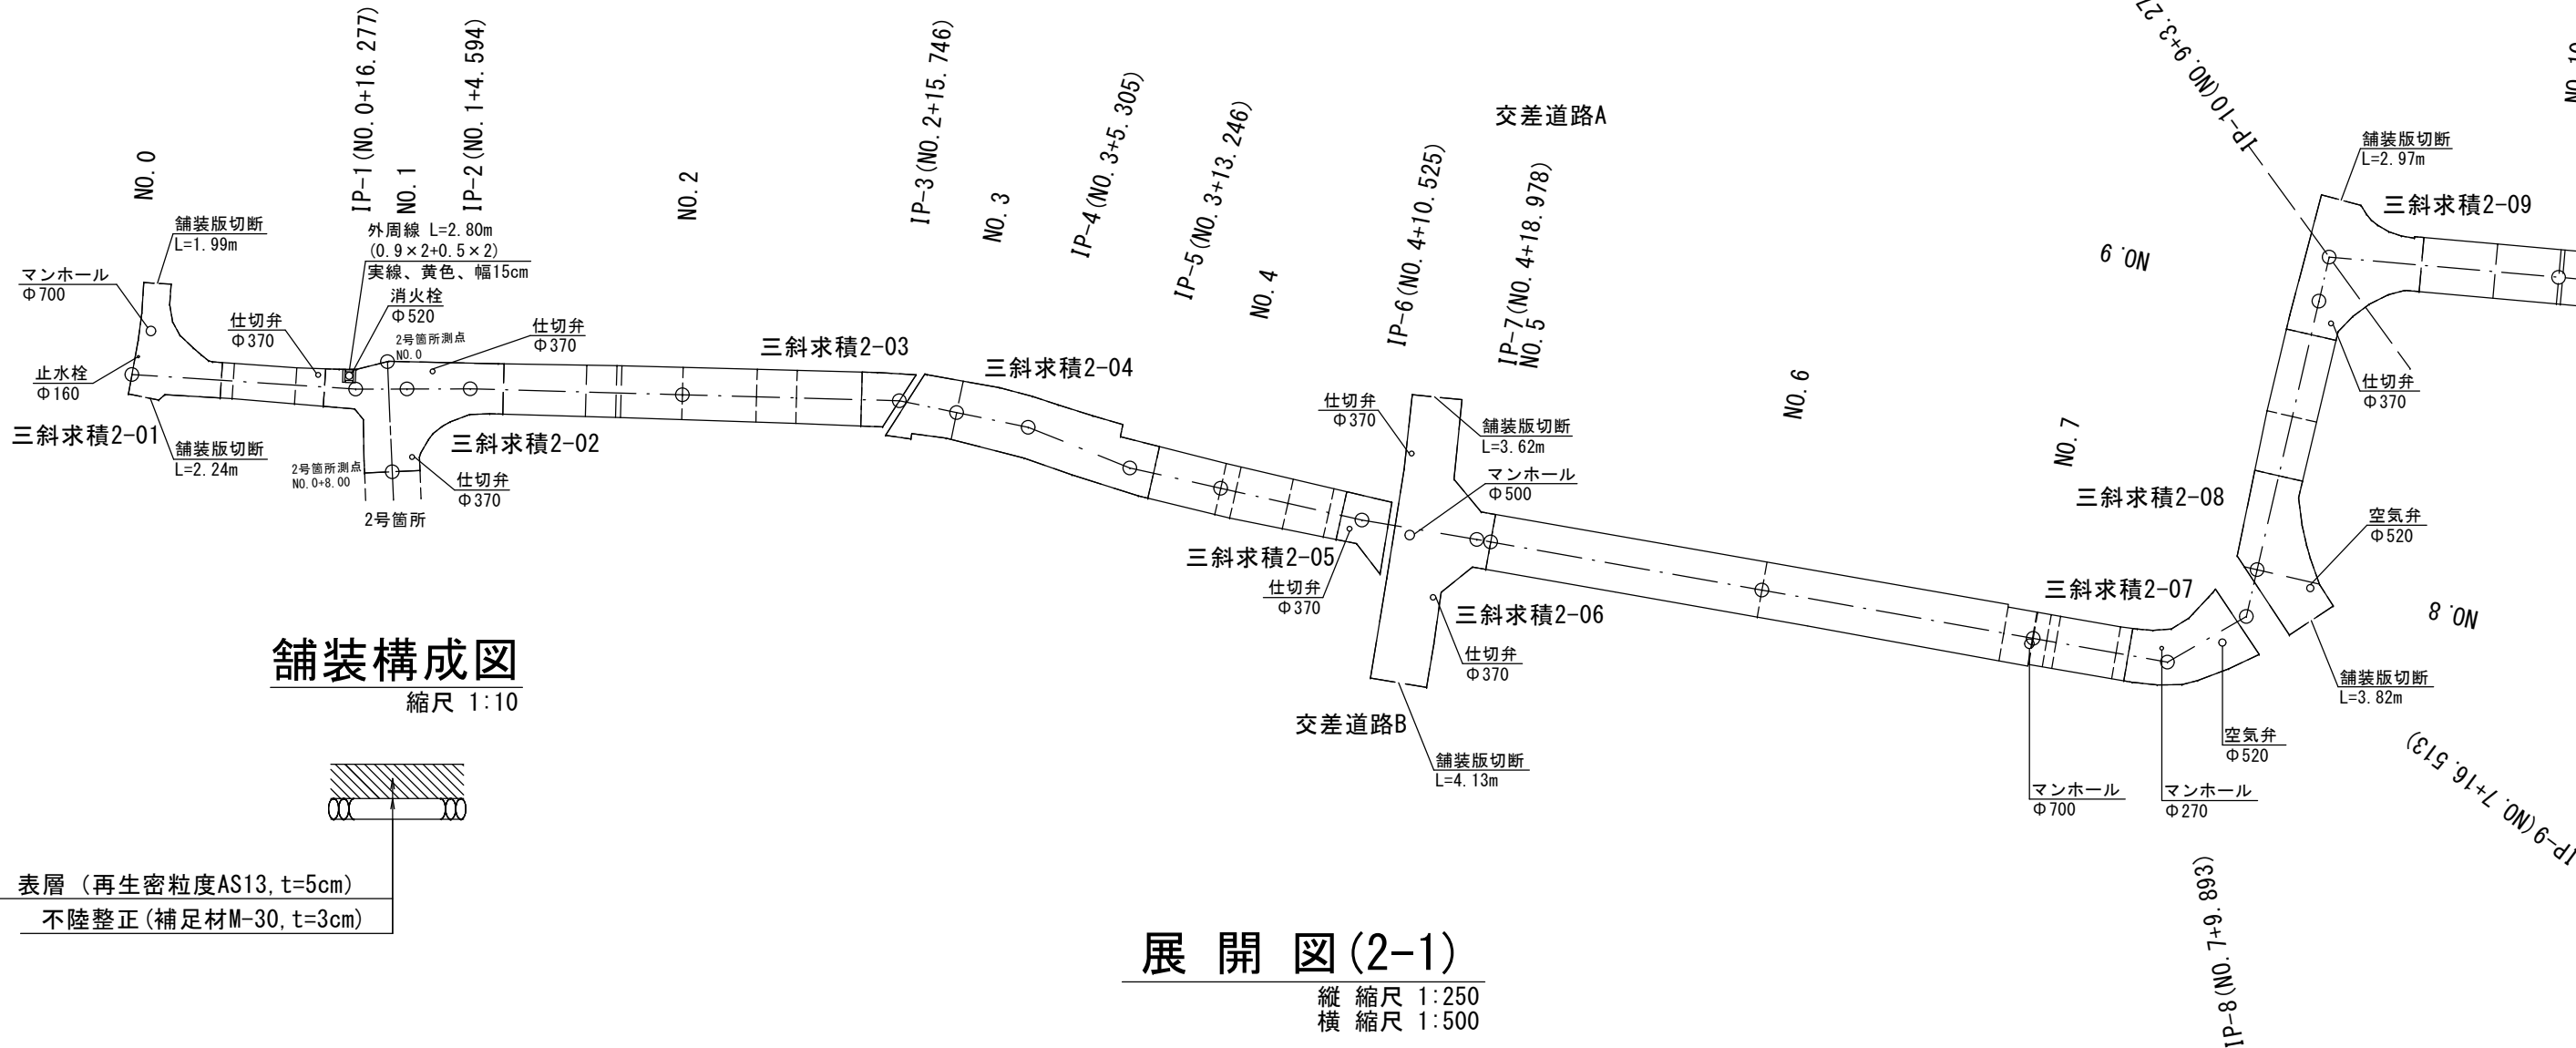 NO.0
IP-1(NO.0+16.277)
NO.1
IP-2(NO.1+4.594)
NO.2
IP-3(NO.2+15.746)
NO.3
IP-4(NO.3+5.305)
IP-5(NO.3+13.246)
NO.4
IP-6(NO.4+10.525)
交差道路A
IP-7(NO.4+18.978)
NO.5
NO.6
NO.7
NO.9
舗装版切断
L=1.99m
マンホール
Φ700
止水栓
Φ160
三斜求積2-01
舗装版切断
L=2.24m
仕切弁
Φ370
外周線 L=2.80m
(0.9×2+0.5×2)
実線、黄色、幅15cm
消火栓
Φ520
2号箇所測点
NO.0
仕切弁
Φ370
三斜求積2-02
2号箇所測点
NO.0+8.00
仕切弁
Φ370
2号箇所
三斜求積2-03
三斜求積2-04
三斜求積2-05
仕切弁
Φ370
仕切弁
Φ370
舗装版切断
L=3.62m
マンホール
Φ500
三斜求積2-06
仕切弁
Φ370
交差道路B
舗装版切断
L=4.13m
三斜求積2-07
マンホール
Φ700
マンホール
Φ270
空気弁
Φ520
IP-8(NO.7+9.893)
三斜求積2-08
空気弁
Φ520
NO.8
舗装版切断
L=3.82m
IP-9(NO.7+16.513)
舗装版切断
L=2.97m
三斜求積2-09
仕切弁
Φ370
IP-10(NO.9+3.27
舗装構成図
縮尺 1:10
表層 (再生密粒度AS13,t=5cm)
不陸整正(補足材M-30,t=3cm)
展 開 図(2-1)
縦 縮尺 1:250
横 縮尺 1:500